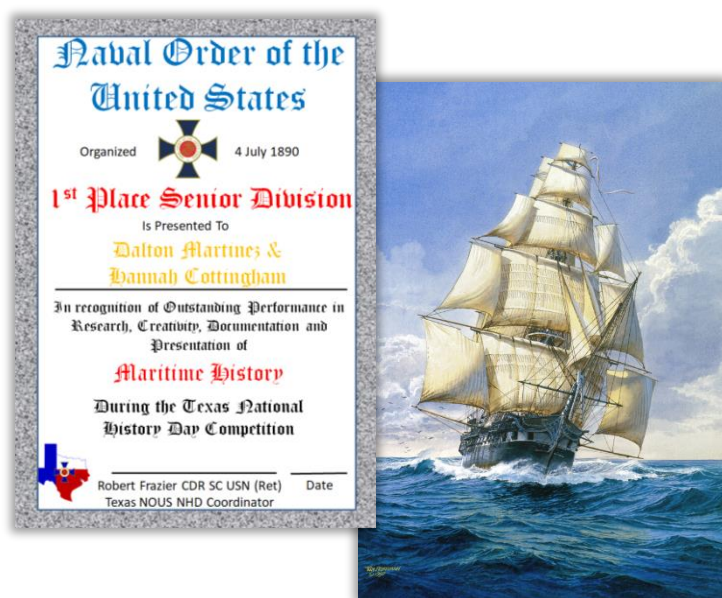 Naval Order of the
United States
Organized 4 July 1890
1st Place Senior Division
Is Presented To
Dalton Martinez &
Hannah Cottingham
In recognition of Outstanding Performance in
Research, Creativity, Documentation and
Presentation of
Maritime History
During the Texas National
History Day Competition
Robert Frazier CDR SC USN (Ret) Date
Texas NOUS NHD Coordinator